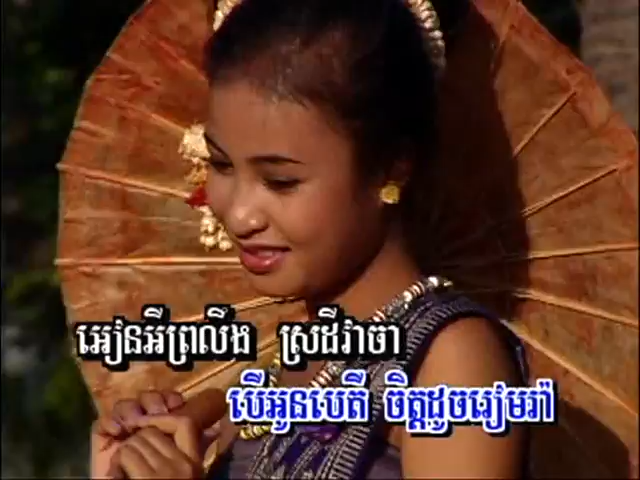 អៀនអីព្រលឹង ស្រដីវាចា
បើអូនបេតី ចិត្តដូចរៀមរ៉ា